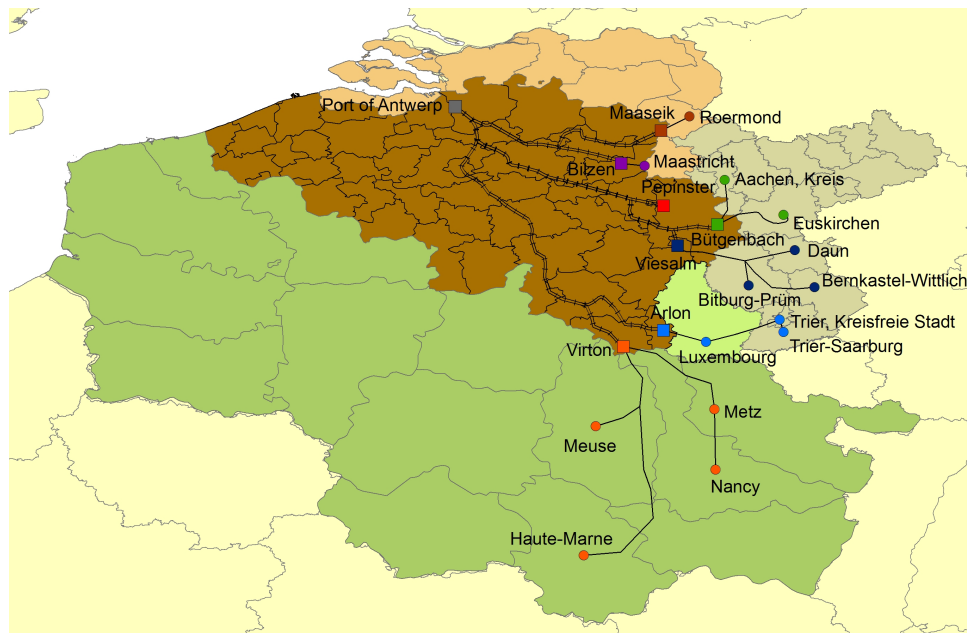 Port of Antwerp
Maaseik
Roermond
Bilzen
Maastricht
Pepinster
Aachen, Kreis
Euskirchen
Bütgenbach
Daun
Viesalm
Bernkastel-Wittlich
Bitburg-Prüm
Arlon
Trier, Kreisfreie Stadt
Virton
Luxembourg
Trier-Saarburg
Metz
Meuse
Nancy
Haute-Marne